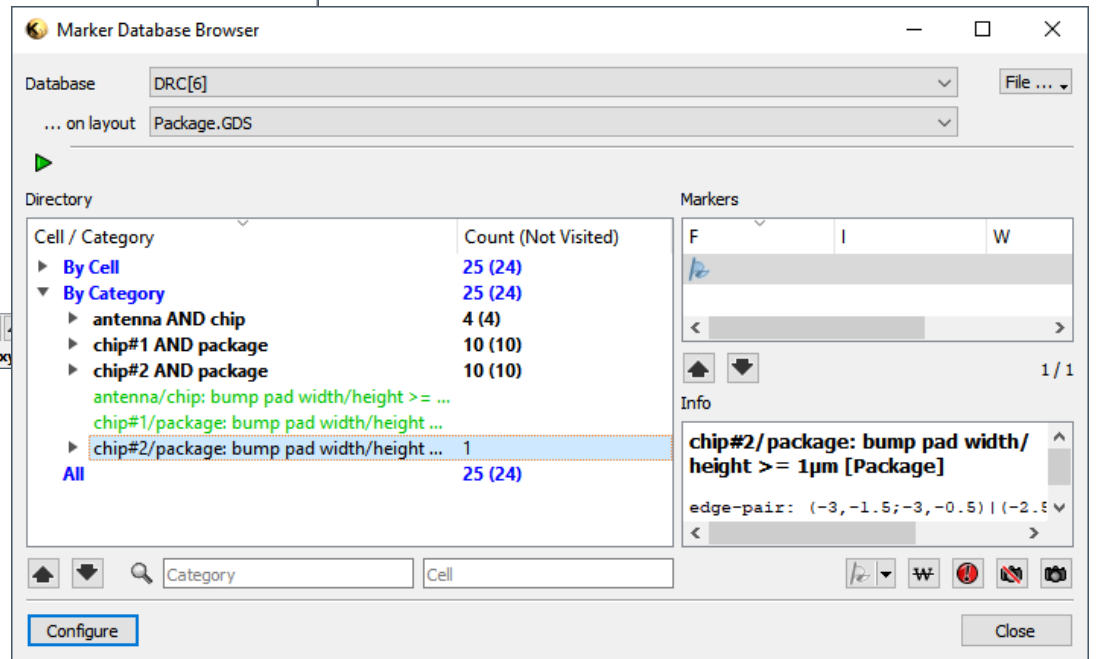 Marker Database Browser
Database DRC[6] File ...
... on layout Package.GDS
Directory Markers
Cell / Category Count (Not Visited) F I W
By Cell 25 (24)
By Category 25 (24)
antenna AND chip 4 (4)
chip#1 AND package 10 (10)
chip#2 AND package 10 (10)
1 / 1
antenna/chip: bump pad width/height >= ...
Info
chip#1/package: bump pad width/height ...
chip#2/package: bump pad width/height ... 1
All 25 (24)
chip#2/package: bump pad width/
height >= 1µm [Package]
edge-pair: (-3,-1.5;-3,-0.5)|(-2.5
Category Cell
W
Configure Close